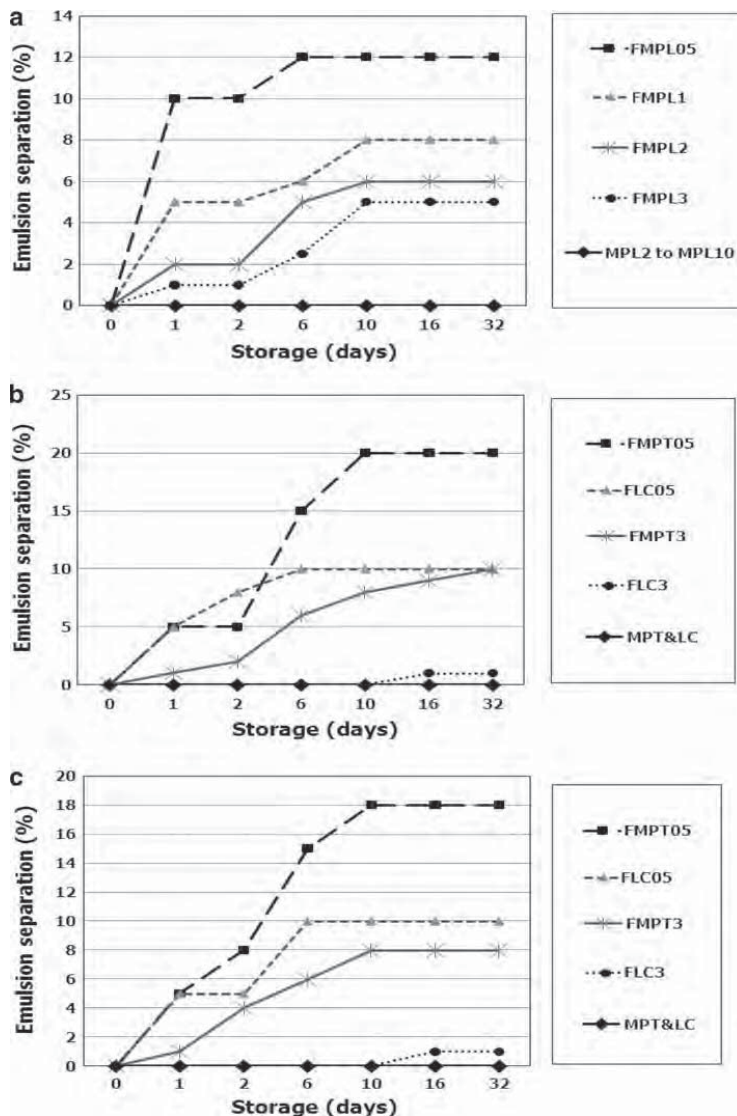 a
Emulsion separation (%)
14
12
10
8
6
4
2
0
0 1 2 6 10 16 32
Storage (days)
-FMPL05
FMPL1
FMPL2
FMPL3
MPL2 to MPL10
b
Emulsion separation (%)
25
20
15
10
5
0
0 1 2 6 10 16 32
Storage (days)
-FMPT05
FLC05
FMPT3
FLC3
MPT&LC
c
Emulsion separation (%)
20
18
16
14
12
10
8
6
4
2
0
0 1 2 6 10 16 32
Storage (days)
-FMPT05
FLC05
FMPT3
FLC3
MPT&LC